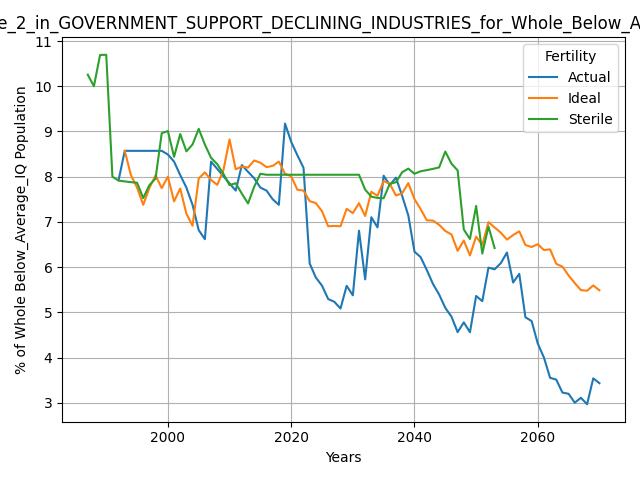 e_2_in_GOVERNMENT_SUPPORT_DECLINING_INDUSTRIES_for_Whole_Below_A
11
10
9
8
7
6
5
4
3
% of Whole Below_Average_IQ Population
Fertility
Actual
Ideal
Sterile
2000
2020
2040
2060
Years